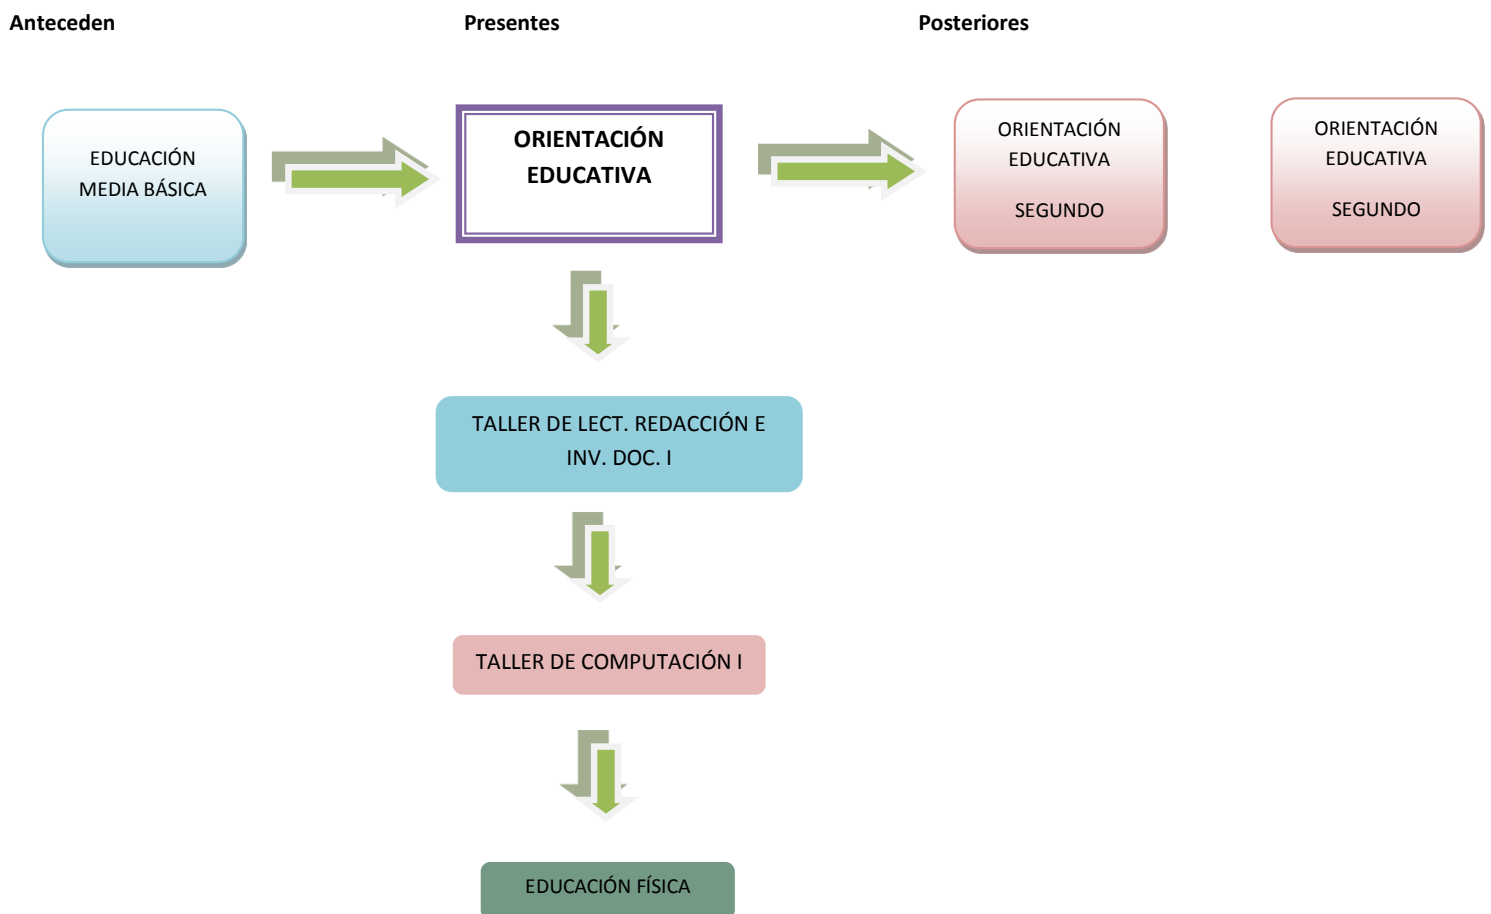 Anteceden
Presentes
Posteriores
EDUCACIÓN
MEDIA BÁSICA
ORIENTACIÓN
EDUCATIVA
ORIENTACIÓN
EDUCATIVA
SEGUNDO
ORIENTACIÓN
EDUCATIVA
SEGUNDO
TALLER DE LECT. REDACCIÓN E
INV. DOC. I
TALLER DE COMPUTACIÓN I
EDUCACIÓN FÍSICA